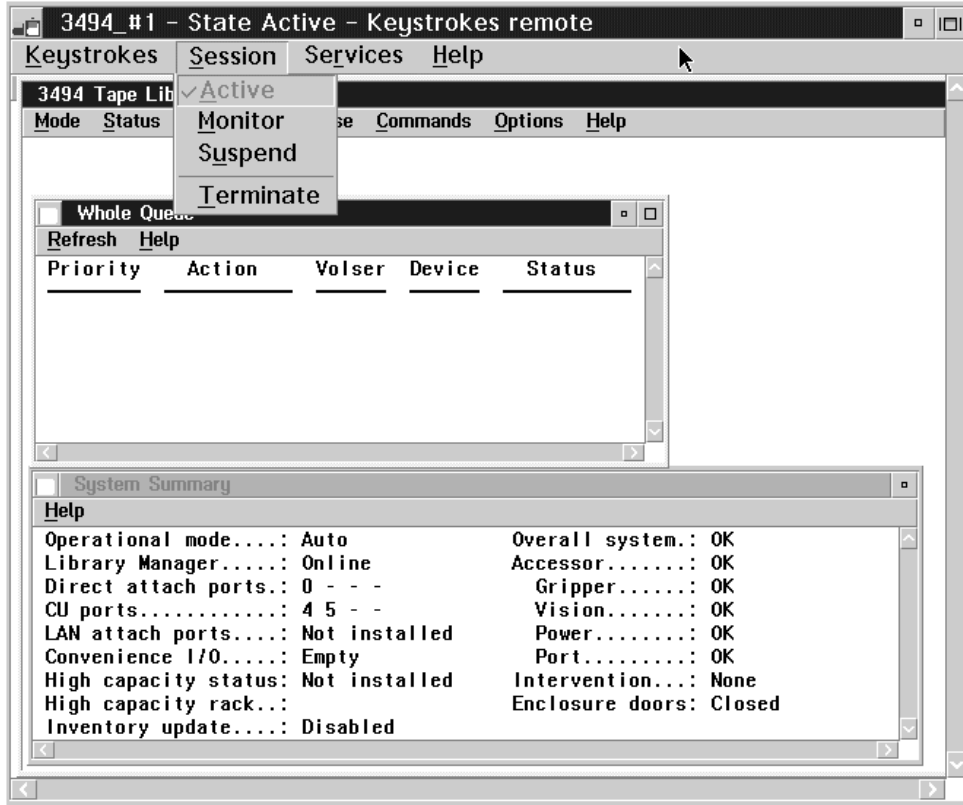 3494_#1 – State Active – Keystrokes remote
Keystrokes Session Services Help
Active
Monitor
Suspend
Terminate
3494 Tape Lib
Mode Status se Commands Options Help
Whole Queue
Refresh Help
Priority Action Volser Device Status
System Summary
Help
Operational mode....: Auto Overall system.: OK
Library Manager.....: Online Accessor.......: OK
Direct attach ports.: 0 - - - Gripper......: OK
CU ports............: 4 5 - - Vision.......: OK
LAN attach ports....: Not installed Power........: OK
Convenience I/O.....: Empty Port.........: OK
High capacity status: Not installed Intervention...: None
High capacity rack..: Enclosure doors: Closed
Inventory update....: Disabled